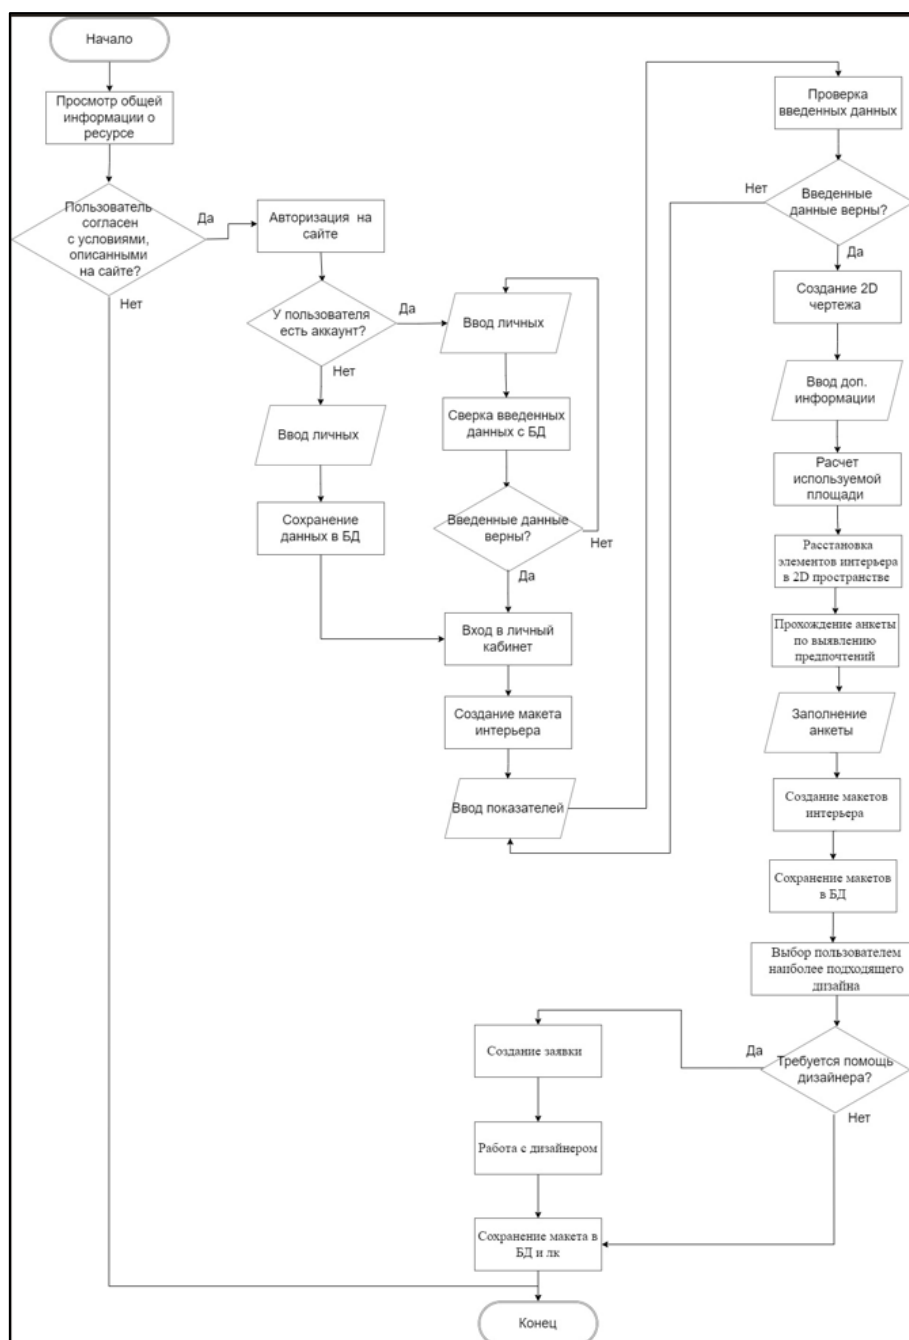 Начало
Просмотр общей
информации о
ресурсе
Пользователь
согласен
с условиями,
описанными
на сайте?
Да
Нет
Авторизация на
сайте
У пользователя
есть аккаунт?
Да
Нет
Ввод личных
Сохранение
данных в БД
Ввод личных
Сверка введенных
данных с БД
Введенные данные
верны?
Нет
Да
Вход в личный
кабинет
Создание макета
интерьера
Ввод показателей
Проверка
введенных данных
Введенные
данные верны?
Нет
Да
Создание 2D
чертежа
Ввод доп.
информации
Расчет
используемой
площади
Расстановка
элементов интерьера
в 2D пространстве
Прохождение анкеты
по выявлению
предпочтений
Заполнение
анкеты
Создание макетов
интерьера
Сохранение макетов
в БД
Выбор пользователем
наиболее подходящего
дизайна
Требуется помощь
дизайнера?
Да
Нет
Создание заявки
Работа с дизайнером
Сохранение макета в
БД и лк
Нет
Конец